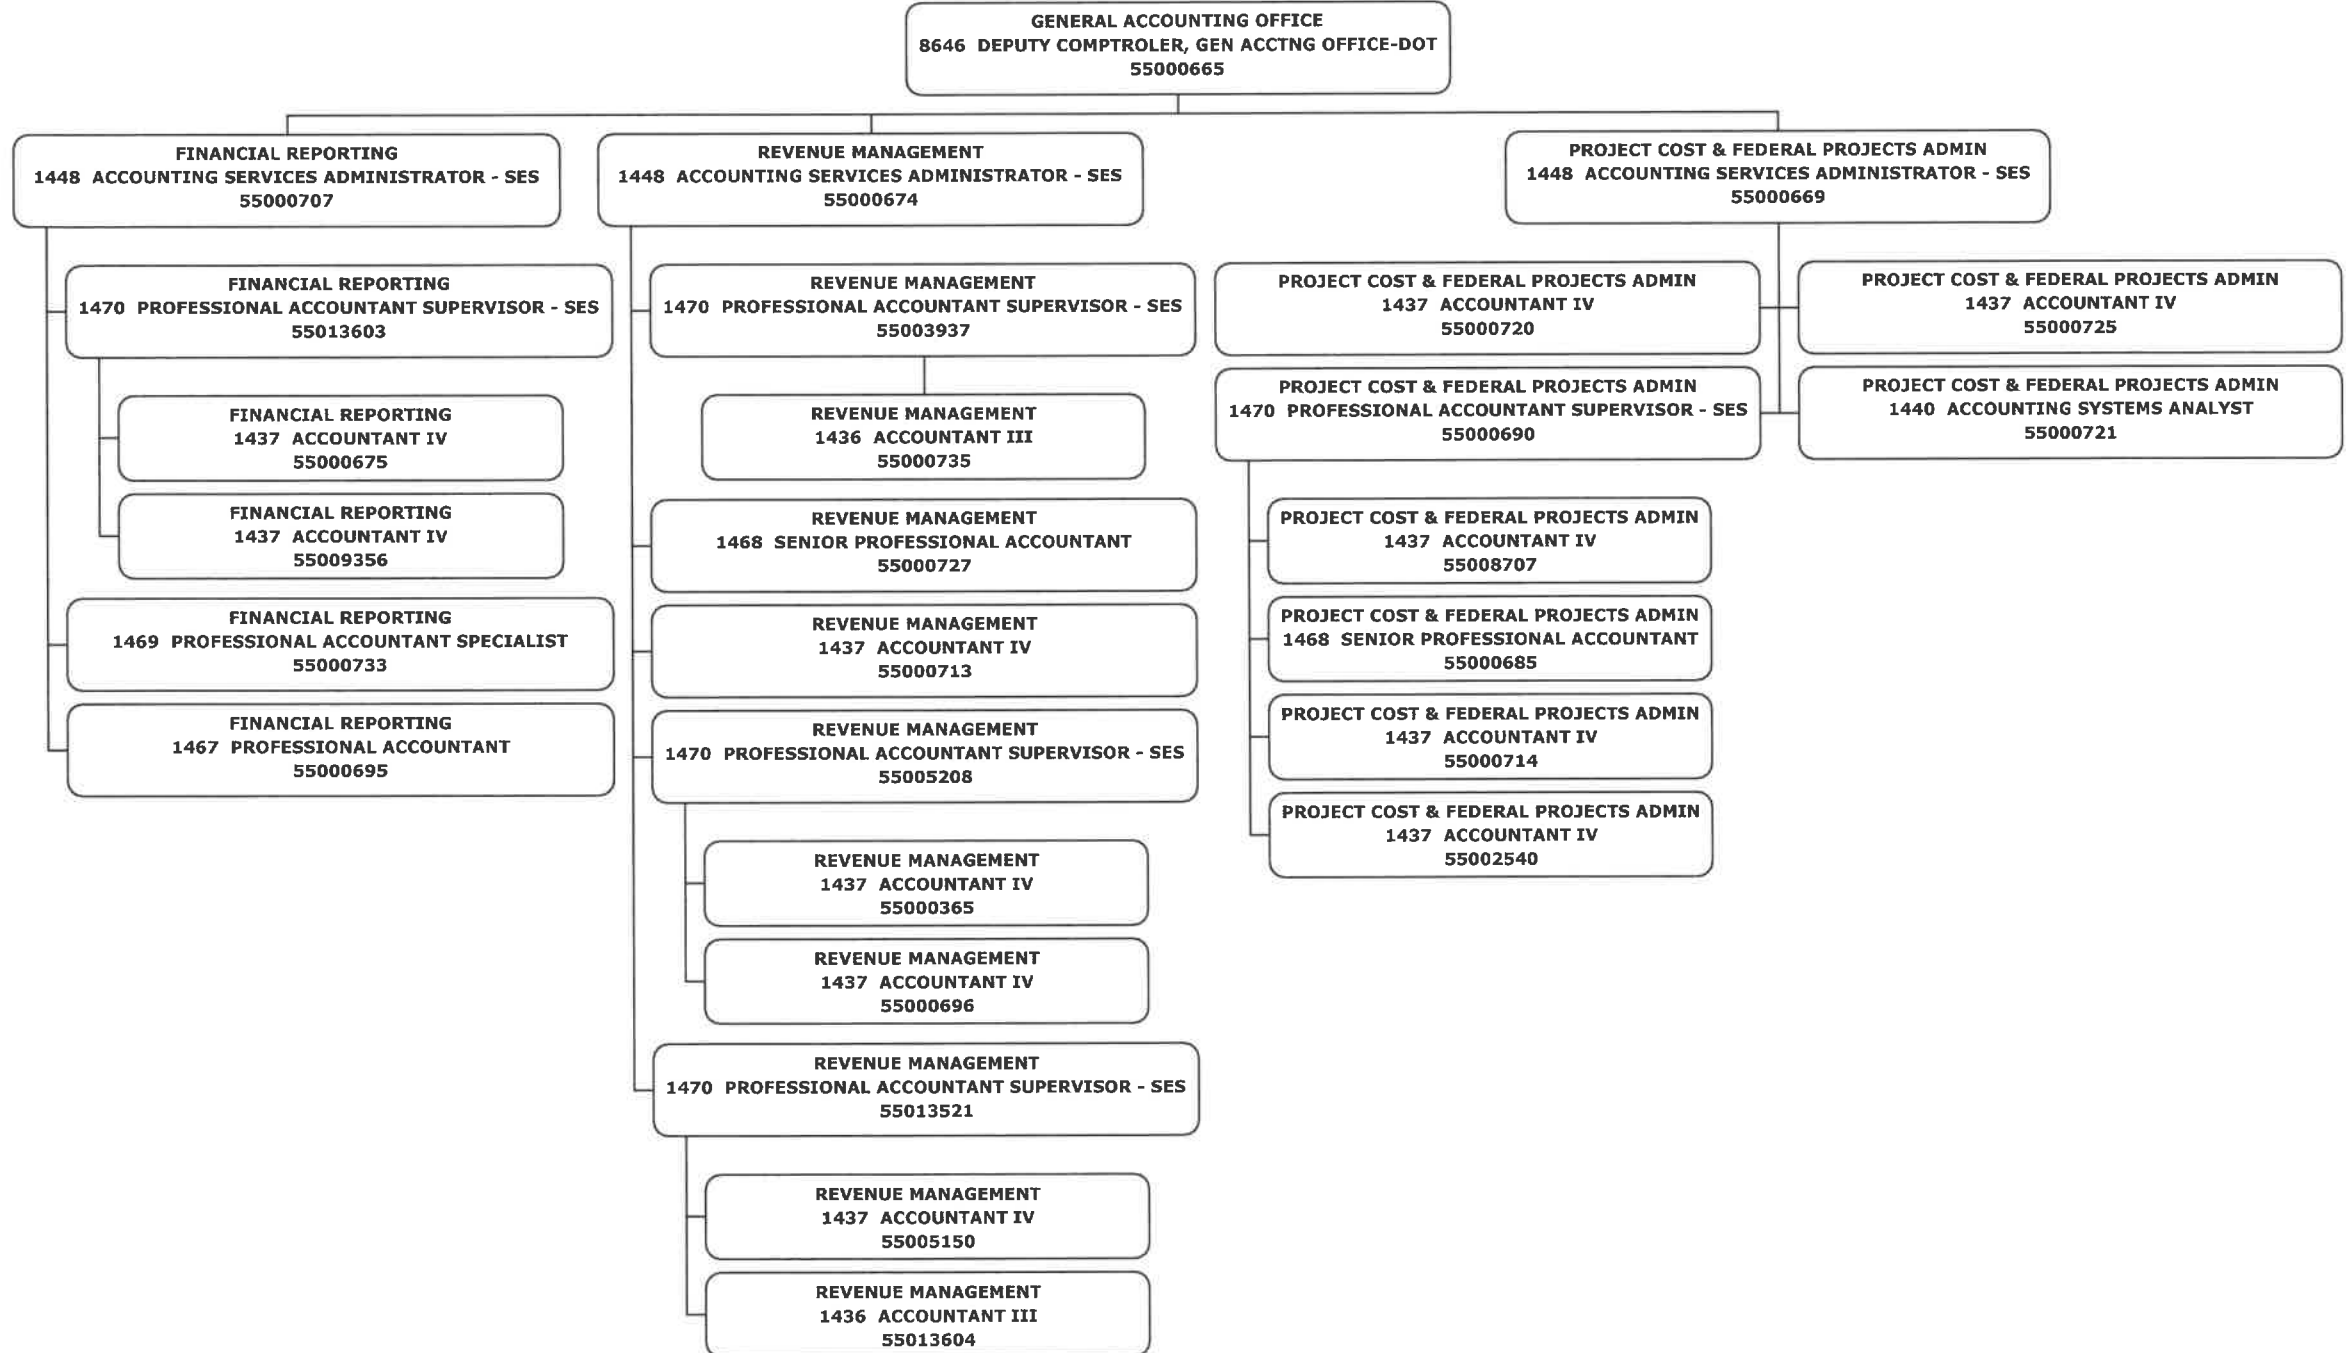 GENERAL ACCOUNTING OFFICE
8646 DEPUTY COMPTROLER, GEN ACCTNG OFFICE-DOT
55000665
FINANCIAL REPORTING
1448 ACCOUNTING SERVICES ADMINISTRATOR - SES
55000707
FINANCIAL REPORTING
1470 PROFESSIONAL ACCOUNTANT SUPERVISOR - SES
55013603
FINANCIAL REPORTING
1437 ACCOUNTANT IV
55000675
FINANCIAL REPORTING
1437 ACCOUNTANT IV
55009356
FINANCIAL REPORTING
1469 PROFESSIONAL ACCOUNTANT SPECIALIST
55000733
FINANCIAL REPORTING
1467 PROFESSIONAL ACCOUNTANT
55000695
REVENUE MANAGEMENT
1448 ACCOUNTING SERVICES ADMINISTRATOR - SES
55000674
REVENUE MANAGEMENT
1470 PROFESSIONAL ACCOUNTANT SUPERVISOR - SES
55003937
REVENUE MANAGEMENT
1436 ACCOUNTANT III
55000735
REVENUE MANAGEMENT
1468 SENIOR PROFESSIONAL ACCOUNTANT
55000727
REVENUE MANAGEMENT
1437 ACCOUNTANT IV
55000713
REVENUE MANAGEMENT
1470 PROFESSIONAL ACCOUNTANT SUPERVISOR - SES
55005208
REVENUE MANAGEMENT
1437 ACCOUNTANT IV
55000365
REVENUE MANAGEMENT
1437 ACCOUNTANT IV
55000696
REVENUE MANAGEMENT
1470 PROFESSIONAL ACCOUNTANT SUPERVISOR - SES
55013521
REVENUE MANAGEMENT
1437 ACCOUNTANT IV
55005150
REVENUE MANAGEMENT
1436 ACCOUNTANT III
55013604
PROJECT COST & FEDERAL PROJECTS ADMIN
1448 ACCOUNTING SERVICES ADMINISTRATOR - SES
55000669
PROJECT COST & FEDERAL PROJECTS ADMIN
1437 ACCOUNTANT IV
55000720
PROJECT COST & FEDERAL PROJECTS ADMIN
1437 ACCOUNTANT IV
55000725
PROJECT COST & FEDERAL PROJECTS ADMIN
1470 PROFESSIONAL ACCOUNTANT SUPERVISOR - SES
55000690
PROJECT COST & FEDERAL PROJECTS ADMIN
1440 ACCOUNTING SYSTEMS ANALYST
55000721
PROJECT COST & FEDERAL PROJECTS ADMIN
1437 ACCOUNTANT IV
55008707
PROJECT COST & FEDERAL PROJECTS ADMIN
1468 SENIOR PROFESSIONAL ACCOUNTANT
55000685
PROJECT COST & FEDERAL PROJECTS ADMIN
1437 ACCOUNTANT IV
55000714
PROJECT COST & FEDERAL PROJECTS ADMIN
1437 ACCOUNTANT IV
55002540